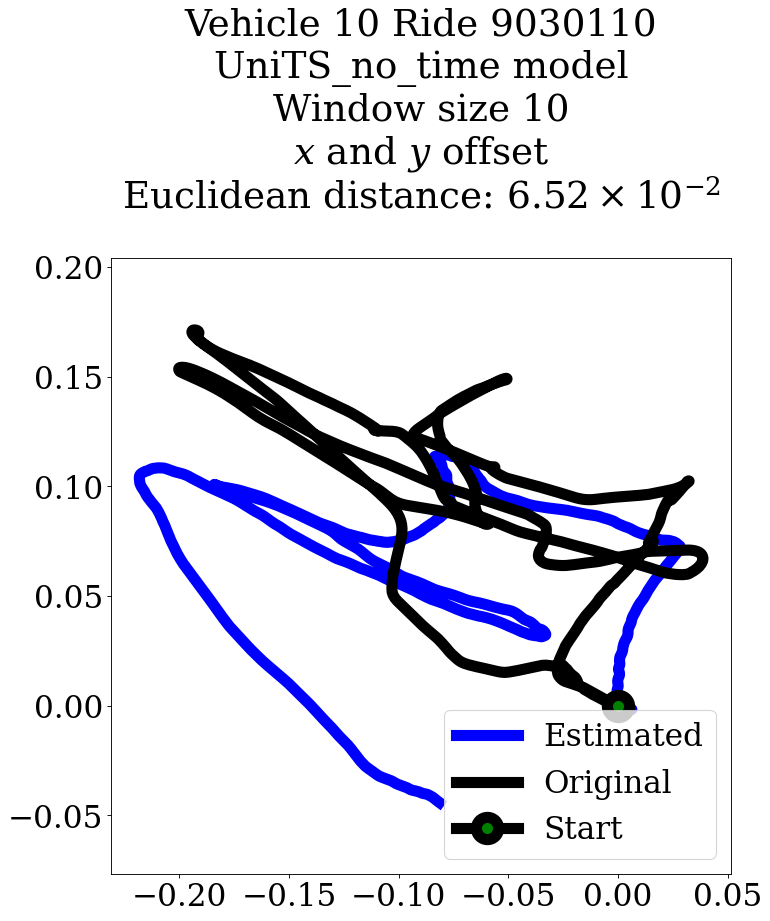 Vehicle 10 Ride 9030110
UniTS_no_time model
Window size 10
x and y offset
Euclidean distance: 6.52 × 10⁻²
0.20
0.15
0.10
0.05
0.00
−0.05
Estimated
Original
Start
−0.20 −0.15 −0.10 −0.05 0.00 0.05